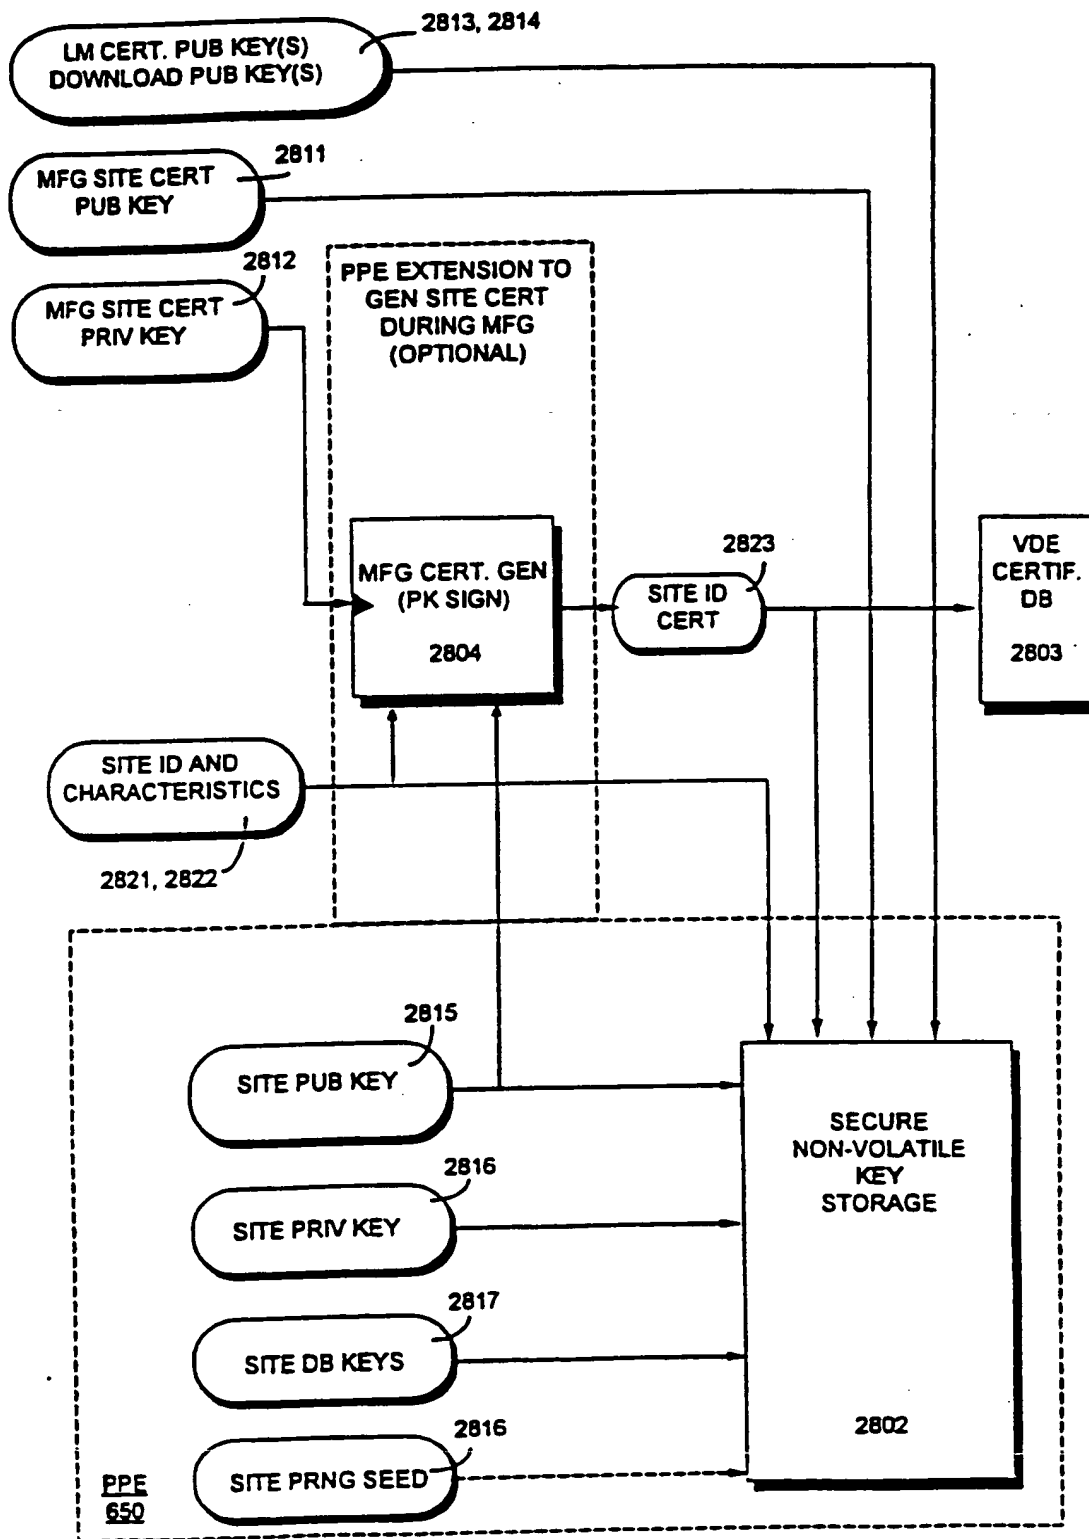 2813, 2814
LM CERT. PUB KEY(S)
DOWNLOAD PUB KEY(S)
2811
MFG SITE CERT
PUB KEY
2812
MFG SITE CERT
PRIV KEY
PPE EXTENSION TO
GEN SITE CERT
DURING MFG
(OPTIONAL)
MFG CERT. GEN
(PK SIGN)
2804
2823
SITE ID
CERT
VDE
CERTIF.
DB
2803
SITE ID AND
CHARACTERISTICS
2821, 2822
2815
SITE PUB KEY
2816
SITE PRIV KEY
2817
SITE DB KEYS
2816
SITE PRNG SEED
SECURE
NON-VOLATILE
KEY
STORAGE
2802
PPE
650